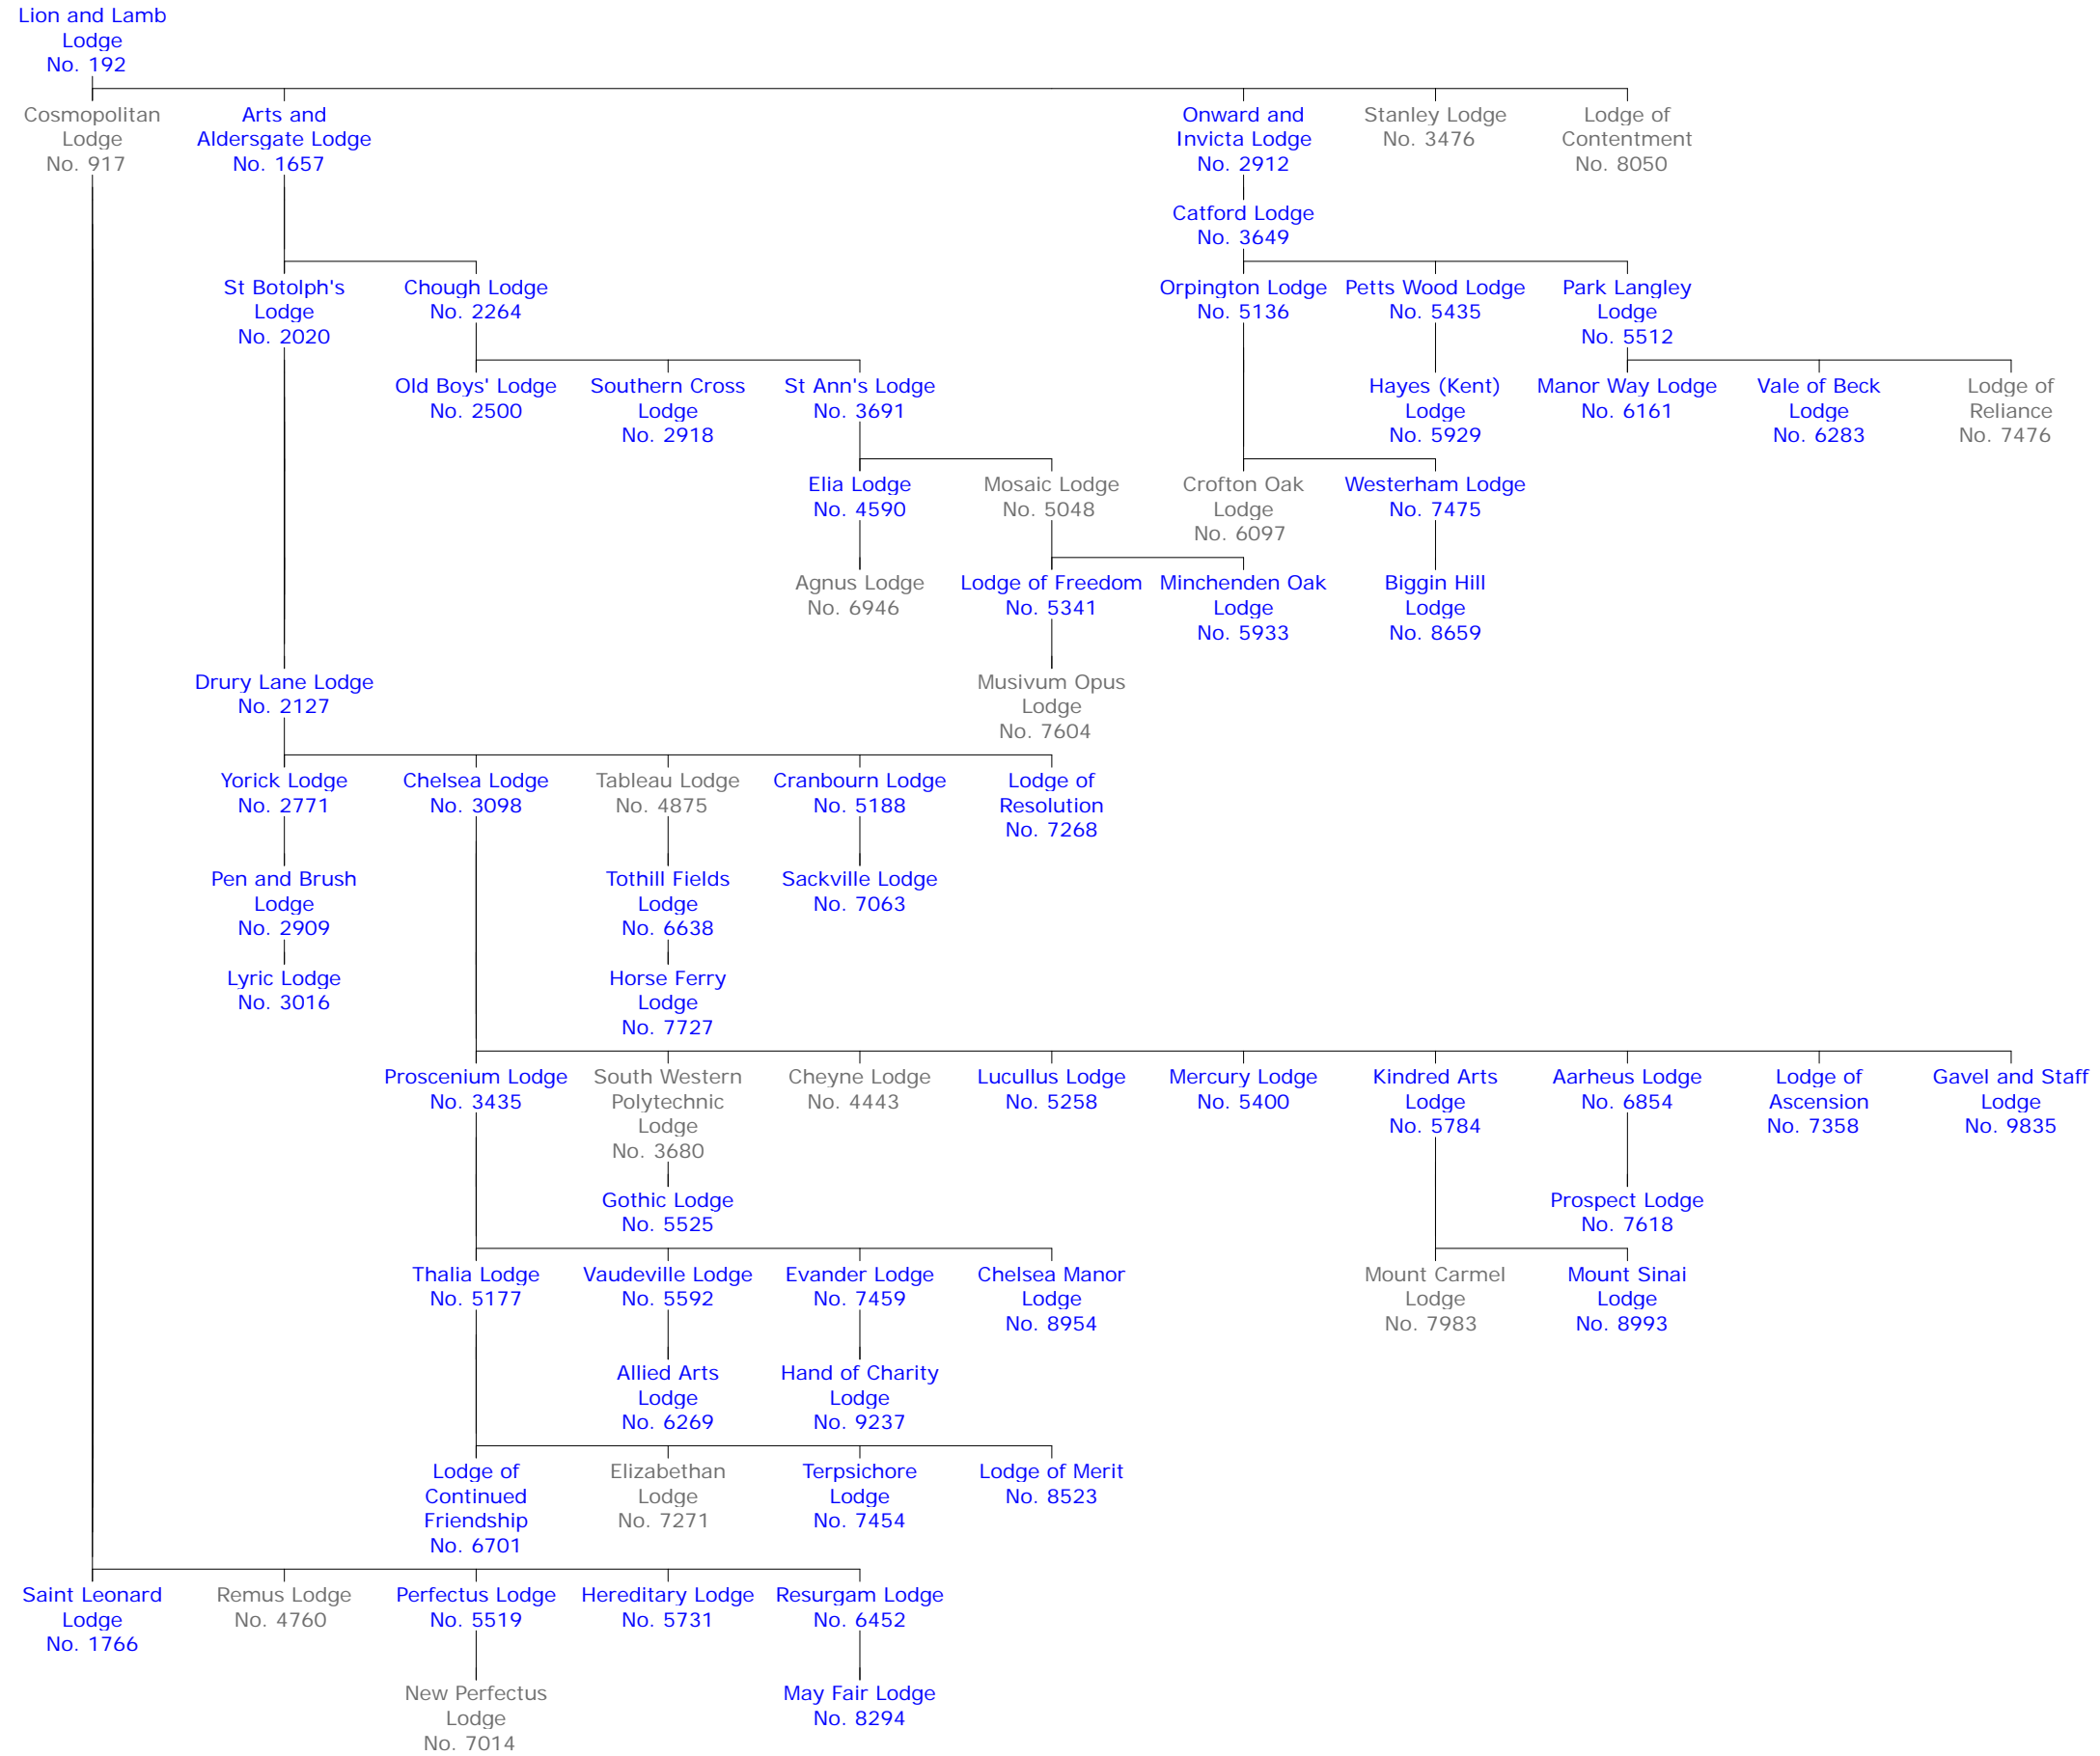 Lion and Lamb
Lodge
No. 192
Cosmopolitan
Lodge
No. 917
Arts and
Aldersgate Lodge
No. 1657
Onward and
Invicta Lodge
No. 2912
Stanley Lodge
No. 3476
Lodge of
Contentment
No. 8050
Catford Lodge
No. 3649
St Botolph's
Lodge
No. 2020
Chough Lodge
No. 2264
Orpington Lodge
No. 5136
Petts Wood Lodge
No. 5435
Park Langley
Lodge
No. 5512
Old Boys' Lodge
No. 2500
Southern Cross
Lodge
No. 2918
St Ann's Lodge
No. 3691
Hayes (Kent)
Lodge
No. 5929
Manor Way Lodge
No. 6161
Vale of Beck
Lodge
No. 6283
Lodge of
Reliance
No. 7476
Elia Lodge
No. 4590
Mosaic Lodge
No. 5048
Crofton Oak
Lodge
No. 6097
Westerham Lodge
No. 7475
Agnus Lodge
No. 6946
Lodge of Freedom
No. 5341
Minchenden Oak
Lodge
No. 5933
Biggin Hill
Lodge
No. 8659
Drury Lane Lodge
No. 2127
Musivum Opus
Lodge
No. 7604
Yorick Lodge
No. 2771
Chelsea Lodge
No. 3098
Tableau Lodge
No. 4875
Cranbourn Lodge
No. 5188
Lodge of
Resolution
No. 7268
Pen and Brush
Lodge
No. 2909
Tothill Fields
Lodge
No. 6638
Sackville Lodge
No. 7063
Lyric Lodge
No. 3016
Horse Ferry
Lodge
No. 7727
Proscenium Lodge
No. 3435
South Western
Polytechnic
Lodge
No. 3680
Cheyne Lodge
No. 4443
Lucullus Lodge
No. 5258
Mercury Lodge
No. 5400
Kindred Arts
Lodge
No. 5784
Aarheus Lodge
No. 6854
Lodge of
Ascension
No. 7358
Gavel and Staff
Lodge
No. 9835
Gothic Lodge
No. 5525
Prospect Lodge
No. 7618
Thalia Lodge
No. 5177
Vaudeville Lodge
No. 5592
Evander Lodge
No. 7459
Chelsea Manor
Lodge
No. 8954
Mount Carmel
Lodge
No. 7983
Mount Sinai
Lodge
No. 8993
Allied Arts
Lodge
No. 6269
Hand of Charity
Lodge
No. 9237
Lodge of
Continued
Friendship
No. 6701
Elizabethan
Lodge
No. 7271
Terpsichore
Lodge
No. 7454
Lodge of Merit
No. 8523
Saint Leonard
Lodge
No. 1766
Remus Lodge
No. 4760
Perfectus Lodge
No. 5519
Hereditary Lodge
No. 5731
Resurgam Lodge
No. 6452
New Perfectus
Lodge
No. 7014
May Fair Lodge
No. 8294